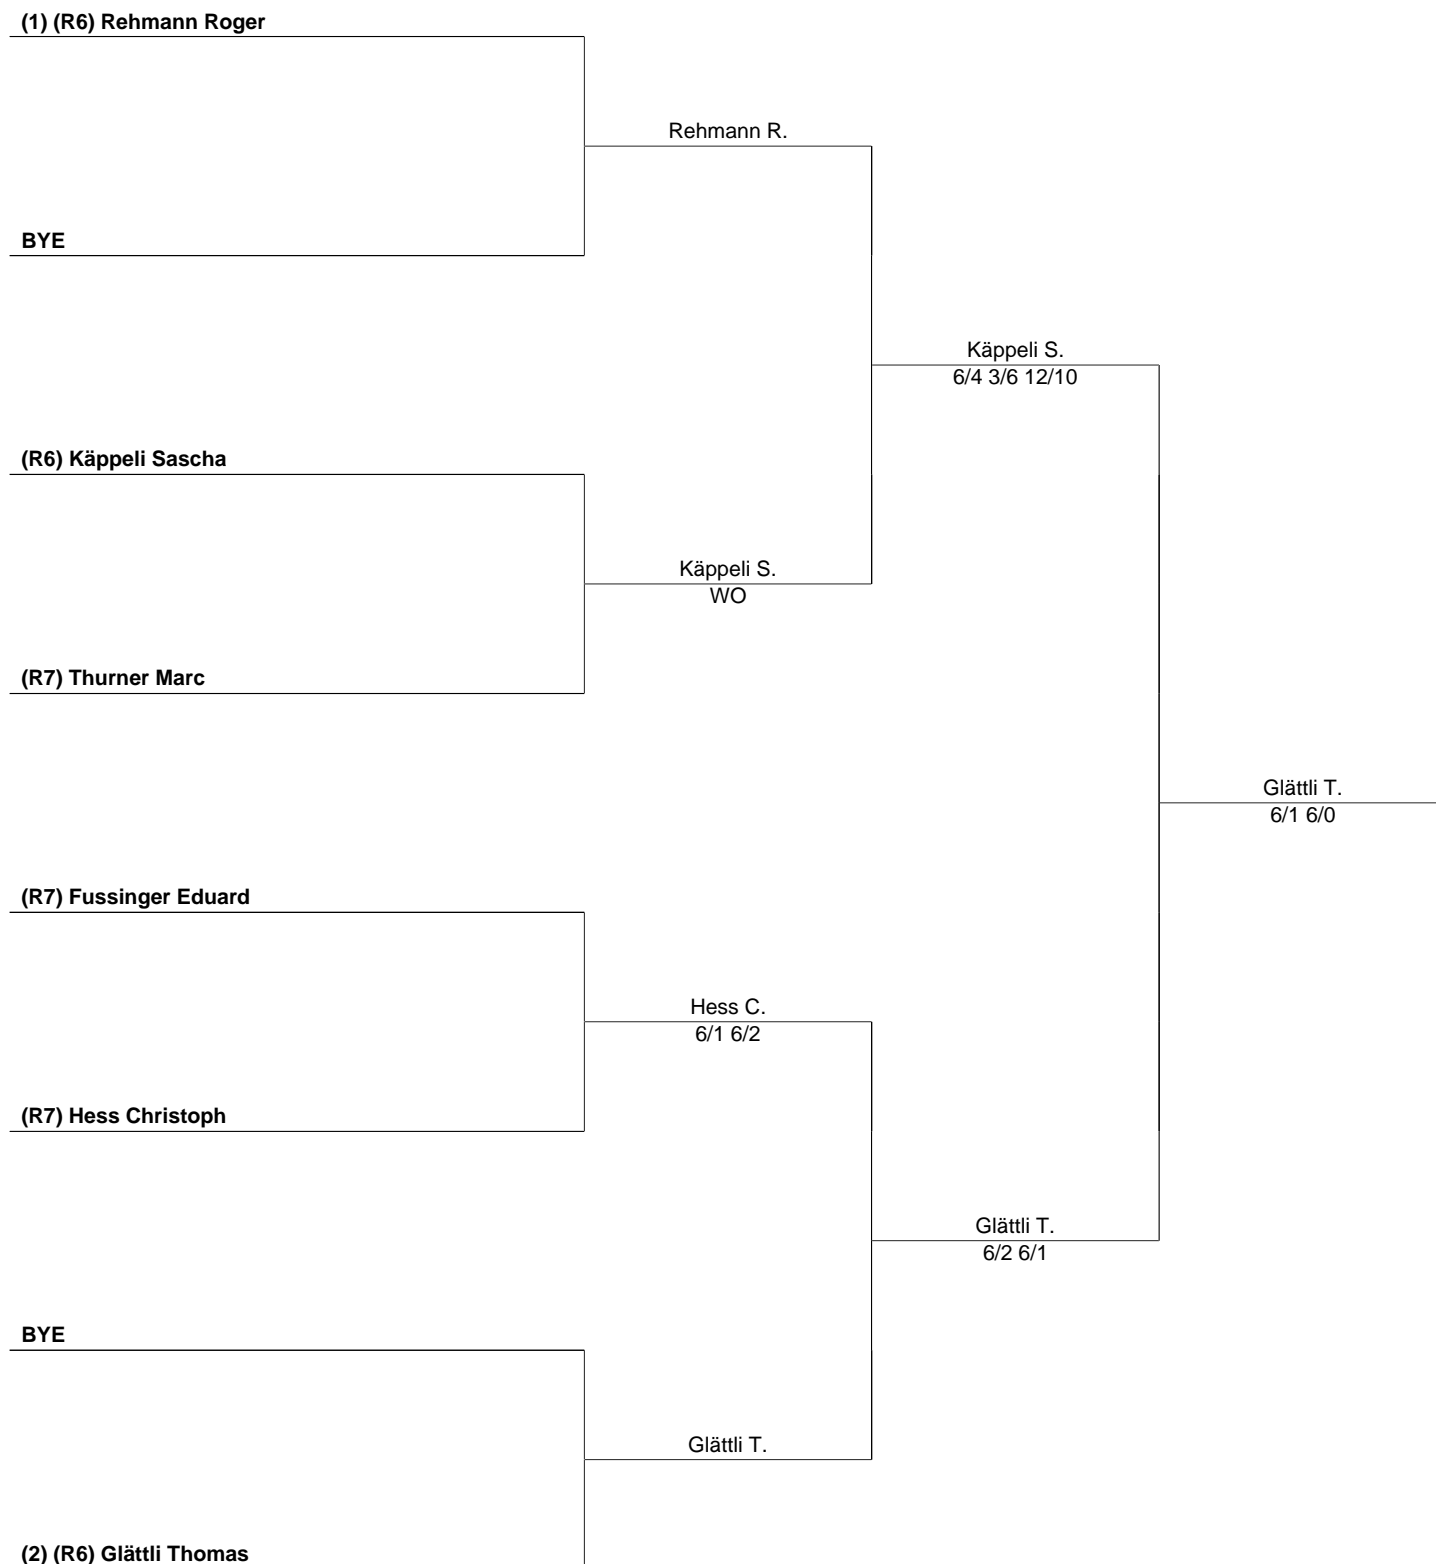 (1) (R6) Rehmann Roger
Rehmann R.
BYE
Käppeli S.
6/4 3/6 12/10
(R6) Käppeli Sascha
Käppeli S.
WO
(R7) Thurner Marc
Glättli T.
6/1 6/0
(R7) Fussinger Eduard
Hess C.
6/1 6/2
(R7) Hess Christoph
Glättli T.
6/2 6/1
BYE
Glättli T.
(2) (R6) Glättli Thomas